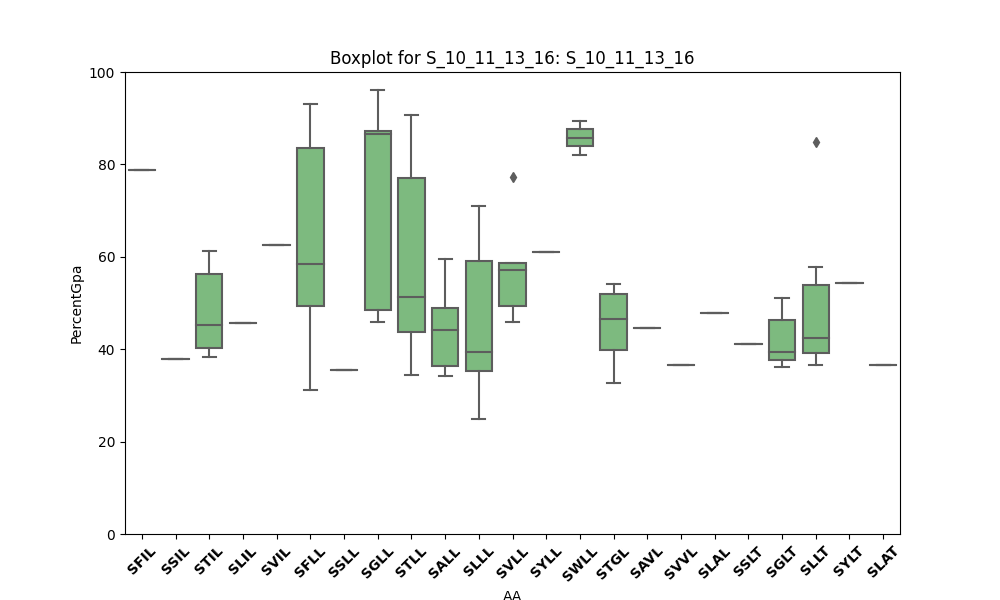 Boxplot for S_10_11_13_16: S_10_11_13_16
100
80
60
40
20
0
PercentGpa
SFIL
SSIL
STIL
SLIL
SVIL
SFLL
SSLL
SGLL
STLL
SALL
SLLL
SVLL
SYLL
SWLL
STGL
SAVL
SVVL
SLAL
SSLT
SGLT
SLLT
SYLT
SLAT
AA